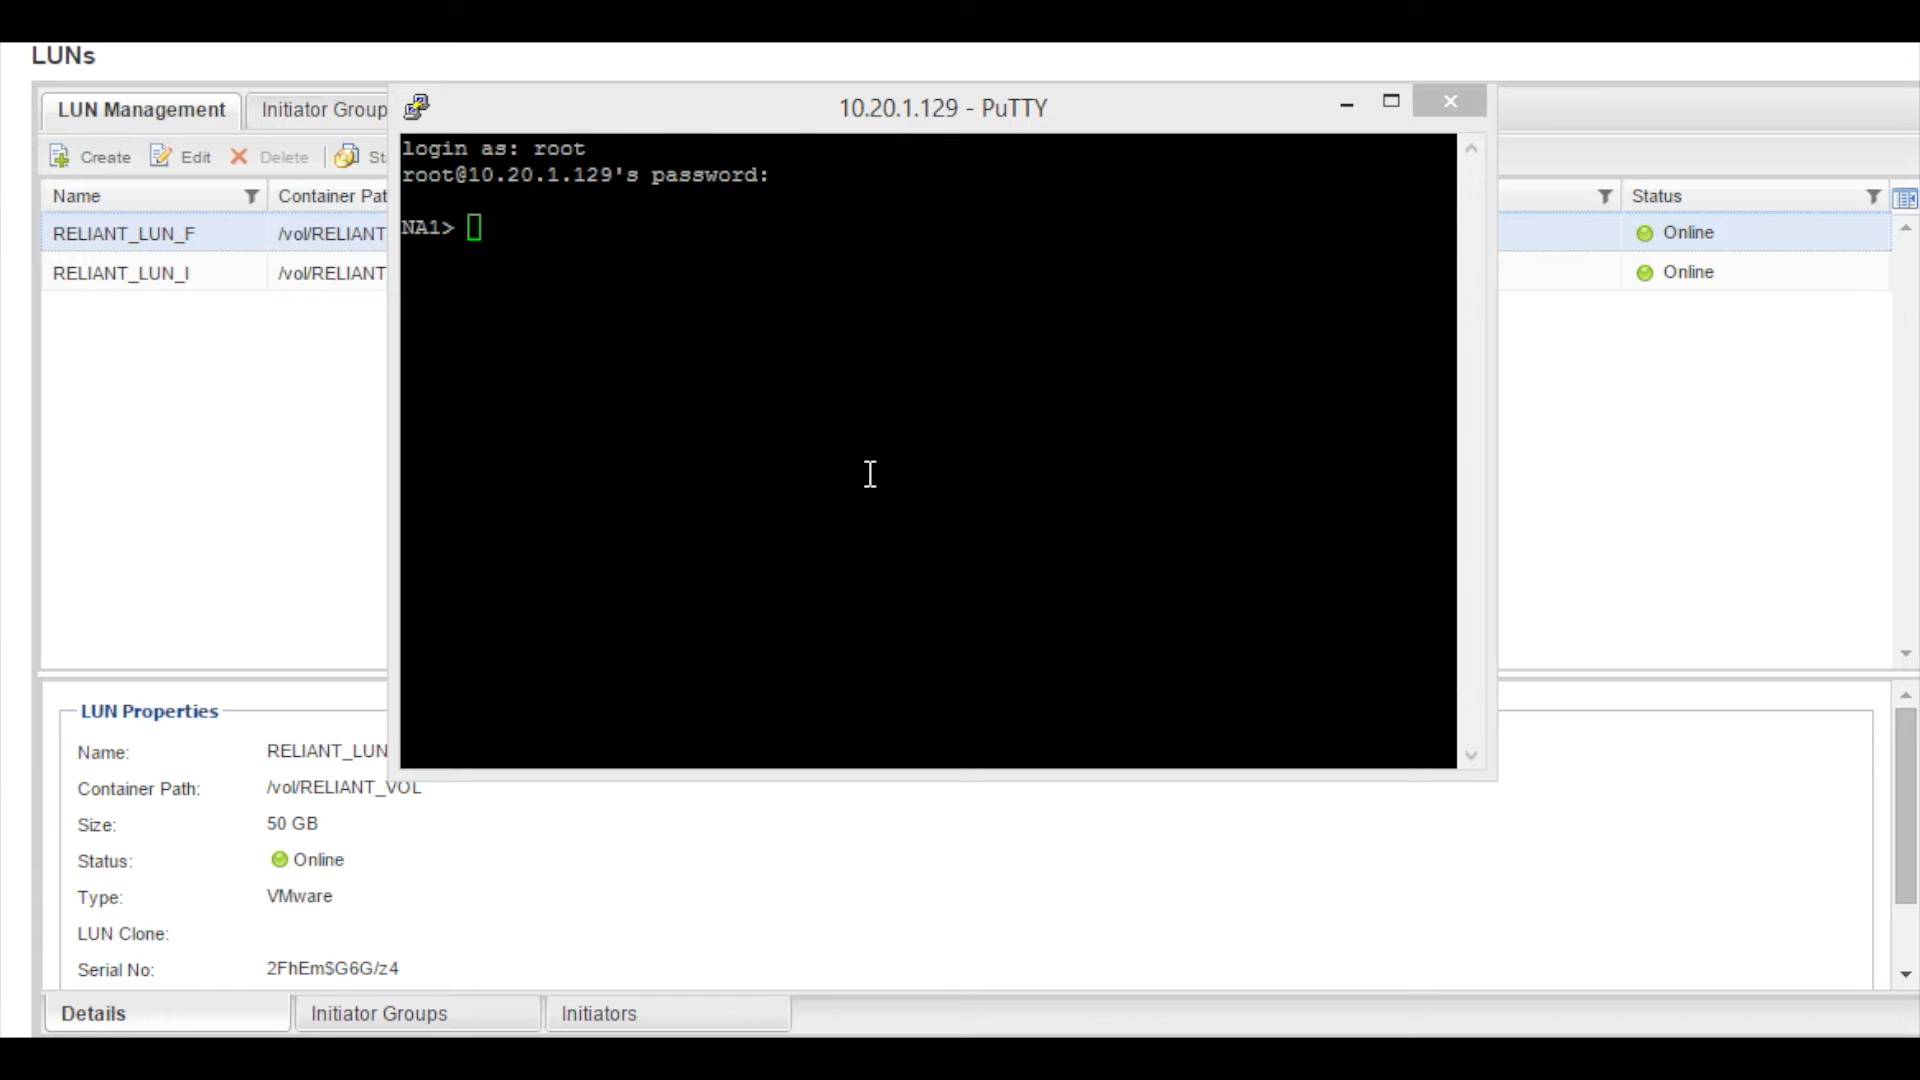 LUNs
LUN Management
Initiator Group
10.20.1.129 - PuTTY
Create
Edit
Delete
St
Name
Container Pat
Status
RELIANT_LUN_F
/vol/RELIANT
Online
RELIANT_LUN_I
/vol/RELIANT
Online
login as: root
root@10.20.1.129's password:
NA1>
LUN Properties
Name:
RELIANT_LUN
Container Path:
/vol/RELIANT_VOL
Size:
50 GB
Status:
Online
Type:
VMware
LUN Clone:
Serial No:
2FhEm$G6G/z4
Details
Initiator Groups
Initiators